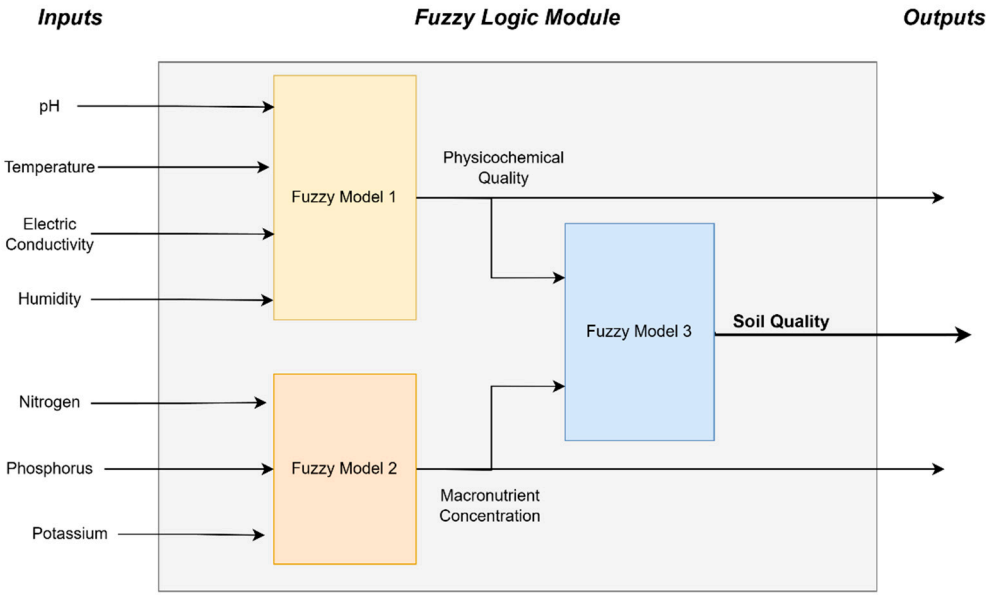 Inputs
Fuzzy Logic Module
Outputs
pH
Temperature
Electric
Conductivity
Humidity
Fuzzy Model 1
Physicochemical
Quality
Fuzzy Model 3
Soil Quality
Nitrogen
Phosphorus
Potassium
Fuzzy Model 2
Macronutrient
Concentration